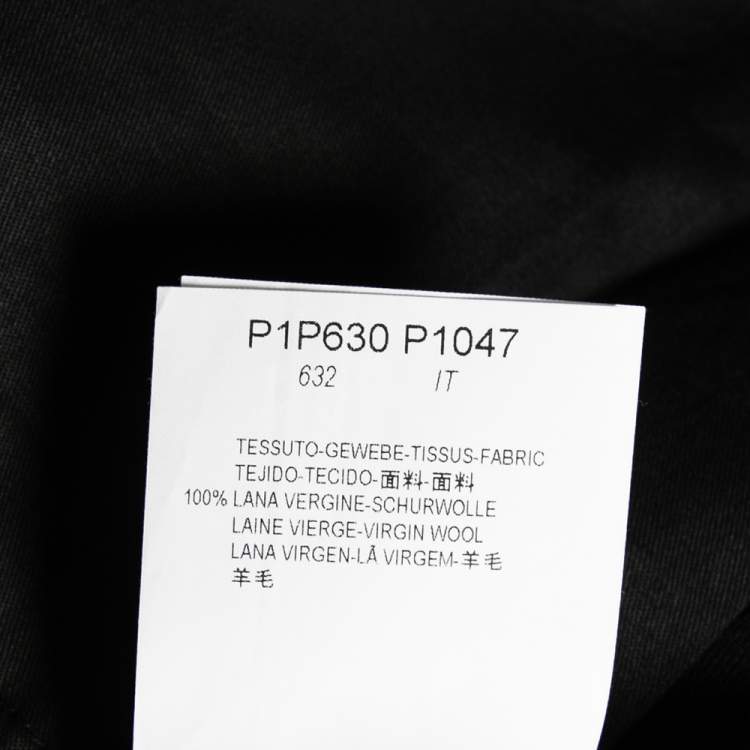 P1P630 P1047
632 IT
TESSUTO-GEWEBE-TISSUS-FABRIC
TEJIDO-TECIDO-面料-面料
100% LANA VERGINE-SCHURWOLLE
LAINE VIERGE-VIRGIN WOOL
LANA VIRGEN-LÃ VIRGEM-羊毛
羊毛